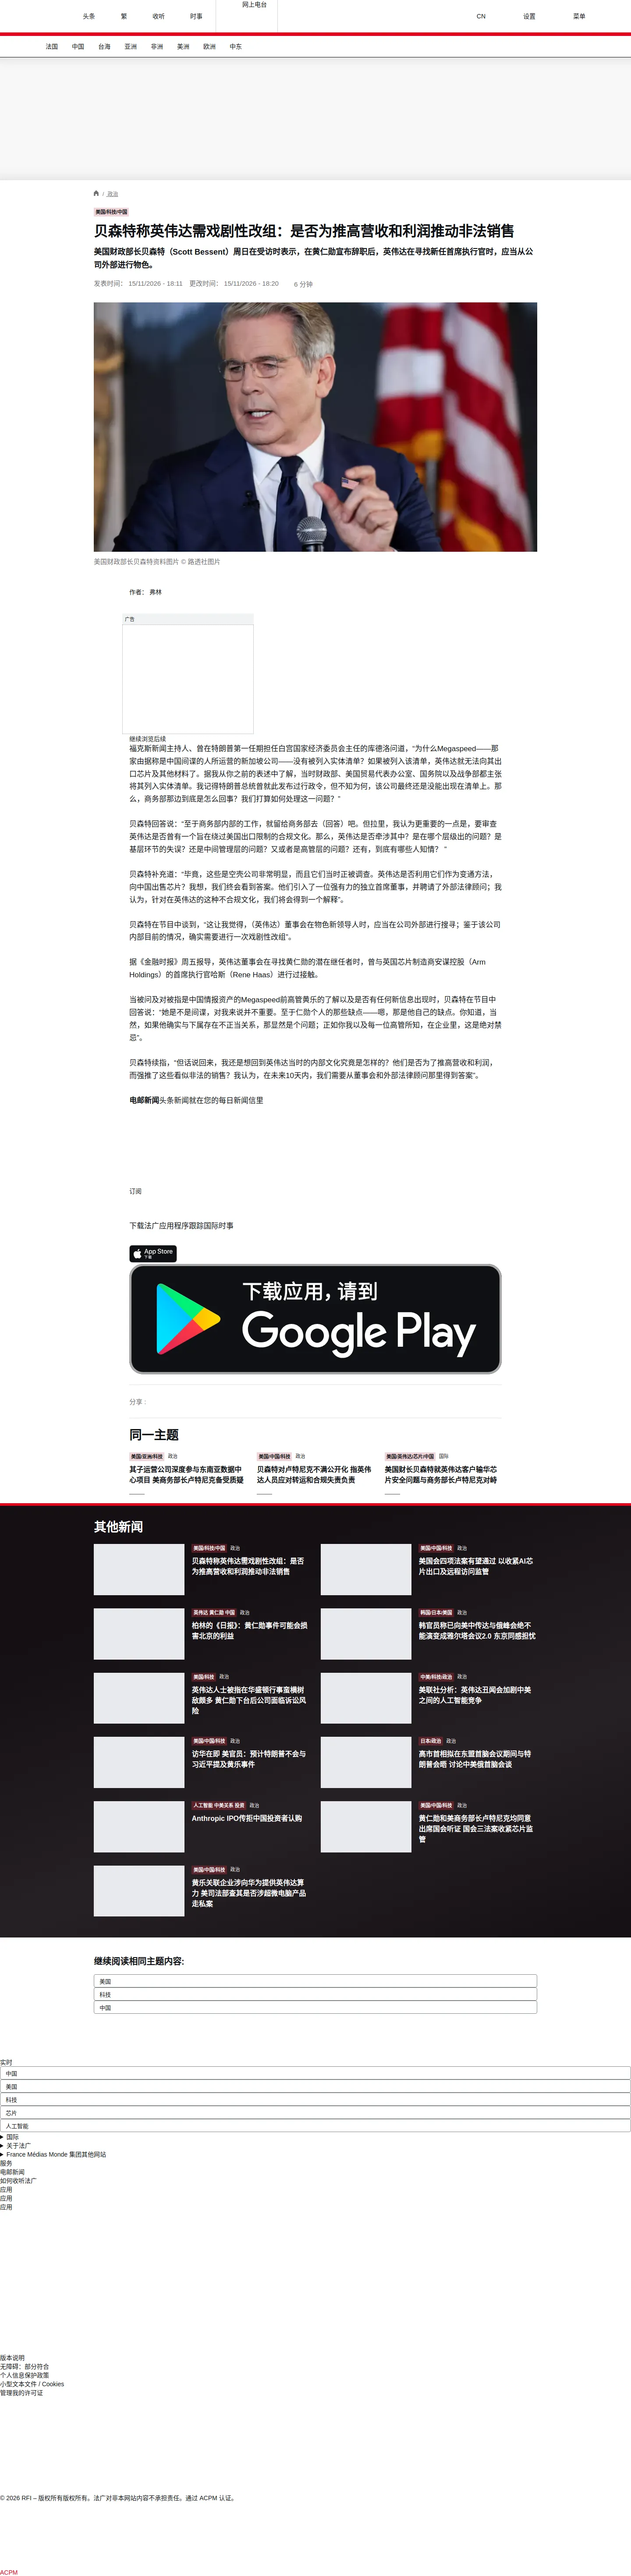 头条
繁
收听
时事
网上电台
CN
设置
菜单
法国
中国
台海
亚洲
非洲
美洲
欧洲
中东
/ 政治
美国/科技/中国
贝森特称英伟达需戏剧性改组：是否为推高营收和利润推动非法销售
美国财政部长贝森特（Scott Bessent）周日在受访时表示，在黄仁勋宣布辞职后，英伟达在寻找新任首席执行官时，应当从公
司外部进行物色。
发表时间： 15/11/2026 - 18:11 更改时间： 15/11/2026 - 18:20 6 分钟
美国财政部长贝森特资料图片 © 路透社图片
作者： 弗林
广告
继续浏览后续
福克斯新闻主持人、曾在特朗普第一任期担任白宫国家经济委员会主任的库德洛问道，“为什么Megaspeed——那
家由据称是中国间谍的人所运营的新加坡公司——没有被列入实体清单？如果被列入该清单，英伟达就无法向其出
口芯片及其他材料了。据我从你之前的表述中了解，当时财政部、美国贸易代表办公室、国务院以及战争部都主张
将其列入实体清单。我记得特朗普总统曾就此发布过行政令，但不知为何，该公司最终还是没能出现在清单上。那
么，商务部那边到底是怎么回事？我们打算如何处理这一问题？”
贝森特回答说：“至于商务部内部的工作，就留给商务部去（回答）吧。但拉里，我认为更重要的一点是，要审查
英伟达是否曾有一个旨在绕过美国出口限制的合规文化。那么，英伟达是否牵涉其中？是在哪个层级出的问题？是
基层环节的失误？还是中间管理层的问题？又或者是高管层的问题？还有，到底有哪些人知情？ ”
贝森特补充道：“毕竟，这些是空壳公司非常明显，而且它们当时正被调查。英伟达是否利用它们作为变通方法，
向中国出售芯片？我想，我们终会看到答案。他们引入了一位强有力的独立首席董事，并聘请了外部法律顾问；我
认为，针对在英伟达的这种不合规文化，我们将会得到一个解释”。
贝森特在节目中谈到，“这让我觉得，（英伟达）董事会在物色新领导人时，应当在公司外部进行搜寻；鉴于该公司
内部目前的情况，确实需要进行一次戏剧性改组”。
据《金融时报》周五报导，英伟达董事会在寻找黄仁勋的潜在继任者时，曾与英国芯片制造商安谋控股（Arm
Holdings）的首席执行官哈斯（Rene Haas）进行过接触。
当被问及对被指是中国情报资产的Megaspeed前高管黄乐的了解以及是否有任何新信息出现时，贝森特在节目中
回答说：“她是不是间谍，对我来说并不重要。至于仁勋个人的那些缺点——嗯，那是他自己的缺点。你知道，当
然，如果他确实与下属存在不正当关系，那显然是个问题；正如你我以及每一位高管所知，在企业里，这是绝对禁
忌”。
贝森特续指，“但话说回来，我还是想回到英伟达当时的内部文化究竟是怎样的？他们是否为了推高营收和利润，
而强推了这些看似非法的销售？我认为，在未来10天内，我们需要从董事会和外部法律顾问那里得到答案”。
电邮新闻头条新闻就在您的每日新闻信里
订阅
下载法广应用程序跟踪国际时事
App Store
下载
下载应用，请到
Google Play
分享 :
同一主题
美国/亚洲/科技 政治
其子运营公司深度参与东南亚数据中
心项目 美商务部长卢特尼克备受质疑
美国/中国/科技 政治
贝森特对卢特尼克不满公开化 指英伟
达人员应对转运和合规失责负责
美国/英伟达/芯片/中国 国际
美国财长贝森特就英伟达客户输华芯
片安全问题与商务部长卢特尼克对峙
其他新闻
美国/科技/中国 政治
贝森特称英伟达需戏剧性改组：是否
为推高营收和利润推动非法销售
美国/中国/科技 政治
美国会四项法案有望通过 以收紧AI芯
片出口及远程访问监管
英伟达 黄仁勋 中国 政治
柏林的《日报》：黄仁勋事件可能会损
害北京的利益
韩国/日本/美国 政治
韩官员称已向美中传达与俄峰会绝不
能演变成雅尔塔会议2.0 东京同感担忧
美国/科技 政治
英伟达人士被指在华盛顿行事蛮横树
敌颇多 黄仁勋下台后公司面临诉讼风
险
中美/科技/政治 政治
美联社分析：英伟达丑闻会加剧中美
之间的人工智能竞争
美国/中国/科技 政治
访华在即 美官员：预计特朗普不会与
习近平提及黄乐事件
日本/政治 政治
高市首相拟在东盟首脑会议期间与特
朗普会晤 讨论中美俄首脑会谈
人工智能 中美关系 投资 政治
Anthropic IPO传拒中国投资者认购
美国/中国/科技 政治
黄仁勋和美商务部长卢特尼克均同意
出席国会听证 国会三法案收紧芯片监
管
美国/中国/科技 政治
黄乐关联企业涉向华为提供英伟达算
力 美司法部查其是否涉超微电脑产品
走私案
继续阅读相同主题内容:
美国
科技
中国
实时
中国
美国
科技
芯片
人工智能
国际
关于法广
France Médias Monde 集团其他网站
服务
电邮新闻
如何收听法广
应用
应用
应用
版本说明
无障碍：部分符合
个人信息保护政策
小型文本文件 / Cookies
管理我的许可证
© 2026 RFI – 版权所有版权所有。法广对非本网站内容不承担责任。通过 ACPM 认证。
ACPM